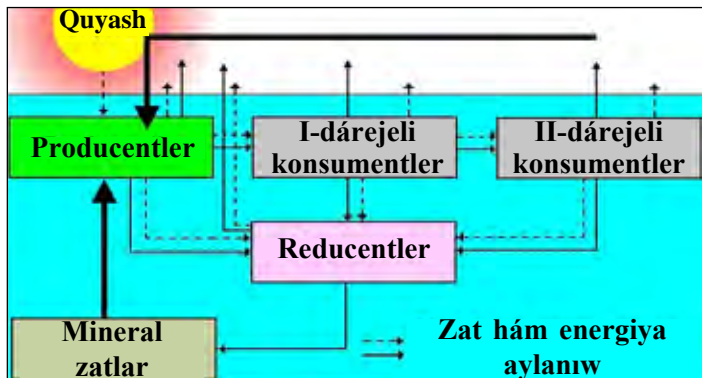 Quyash
Producentler
I-dárejeli
konsumentler
II-dárejeli
konsumentler
Reducentler
Mineral
zatlar
Zat hám energiya
aylanıw